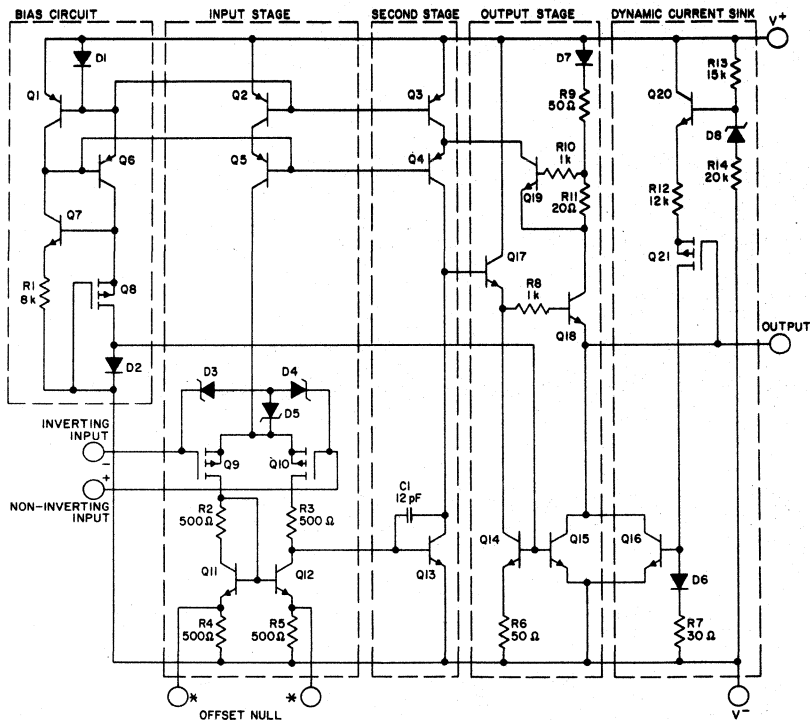 BIAS CIRCUIT
INPUT STAGE
SECOND STAGE
OUTPUT STAGE
DYNAMIC CURRENT SINK
V+
D1
D7
R13
15k
Q1
Q2
Q3
R9
50Ω
Q20
D8
Q6
Q5
Q4
R10
1k
Q19
R11
20Ω
R12
12k
R14
20k
Q7
Q17
Q21
R1
8k
Q8
R8
1k
Q18
OUTPUT
D2
D3
D4
D5
INVERTING
INPUT
-
Q9
Q10
+
NON-INVERTING
INPUT
R2
500Ω
R3
500Ω
C1
12pF
Q11
Q12
Q13
Q14
Q15
Q16
D6
R4
500Ω
R5
500Ω
R6
50Ω
R7
30Ω
*
*
OFFSET NULL
V-